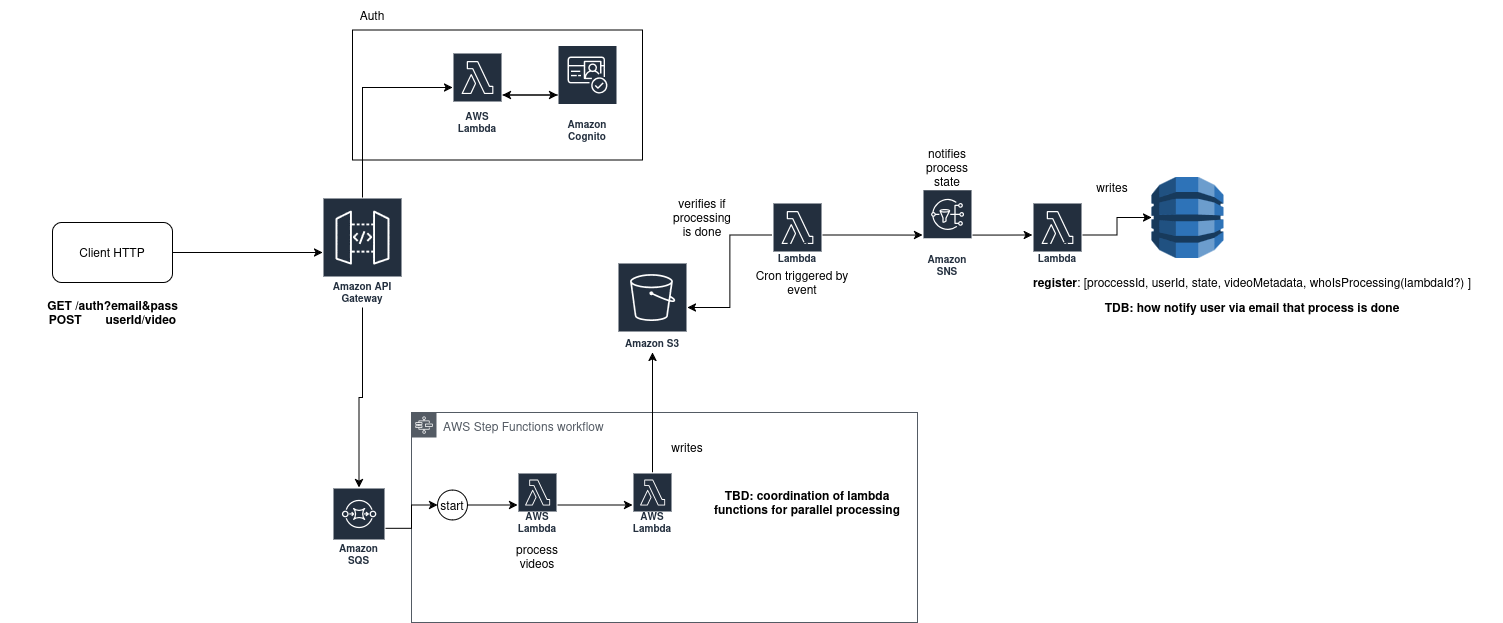 Auth
AWS
Lambda
Amazon
Cognito
Client HTTP
GET /auth?email&pass
POST userId/video
Amazon API
Gateway
notifies
process
state
writes
verifies if
processing
is done
Lambda
Cron triggered by
event
Amazon
SNS
Lambda
register: [proccessId, userId, state, videoMetadata, whoIsProcessing(lambdaId?) ]
TDB: how notify user via email that process is done
Amazon S3
AWS Step Functions workflow
writes
start
AWS
Lambda
process
videos
AWS
Lambda
TBD: coordination of lambda
functions for parallel processing
Amazon
SQS